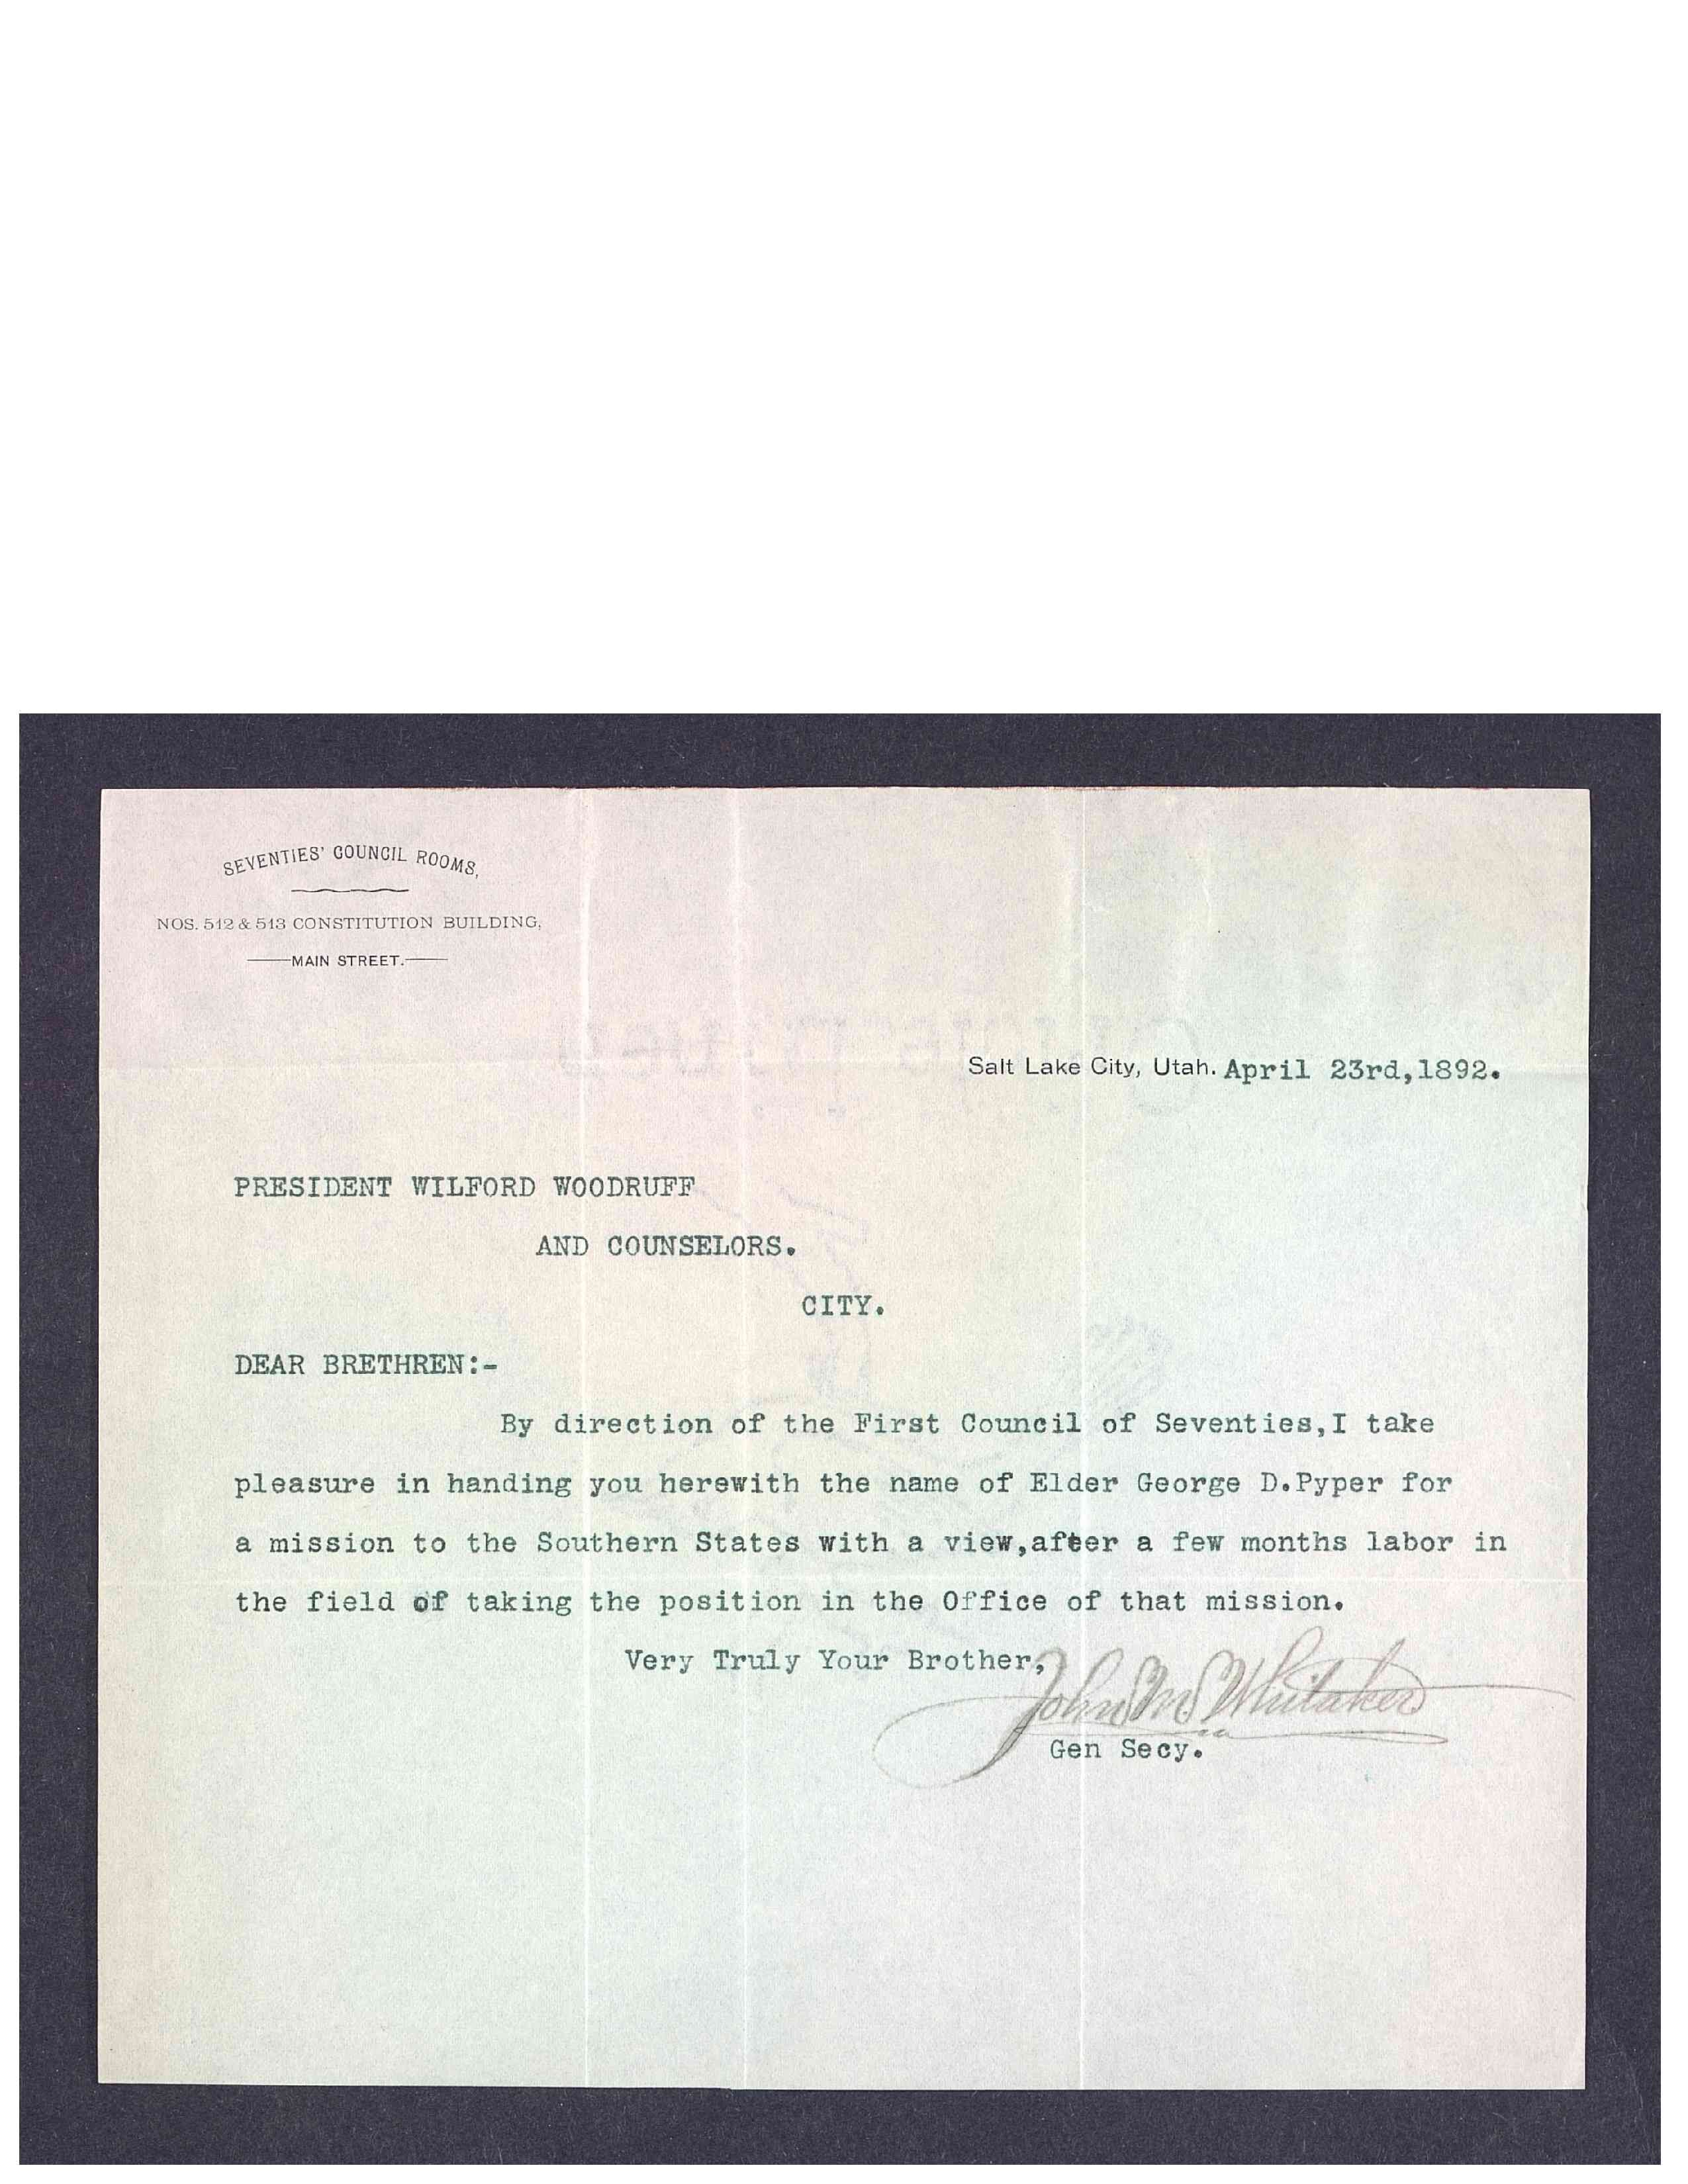 SEVENTIES' COUNCIL ROOMS,
NOS. 512 & 513 CONSTITUTION BUILDING,
MAIN STREET.
Salt Lake City, Utah. April 23rd,1892.
PRESIDENT WILFORD WOODRUFF
AND COUNSELORS.
CITY.
DEAR BRETHREN:-
By direction of the First Council of Seventies,I take
pleasure in handing you herewith the name of Elder George D.Pyper for
a mission to the Southern States with a view,after a few months labor in
the field of taking the position in the Office of that mission.
Very Truly Your Brother,
John M Whitaker
Gen Secy.